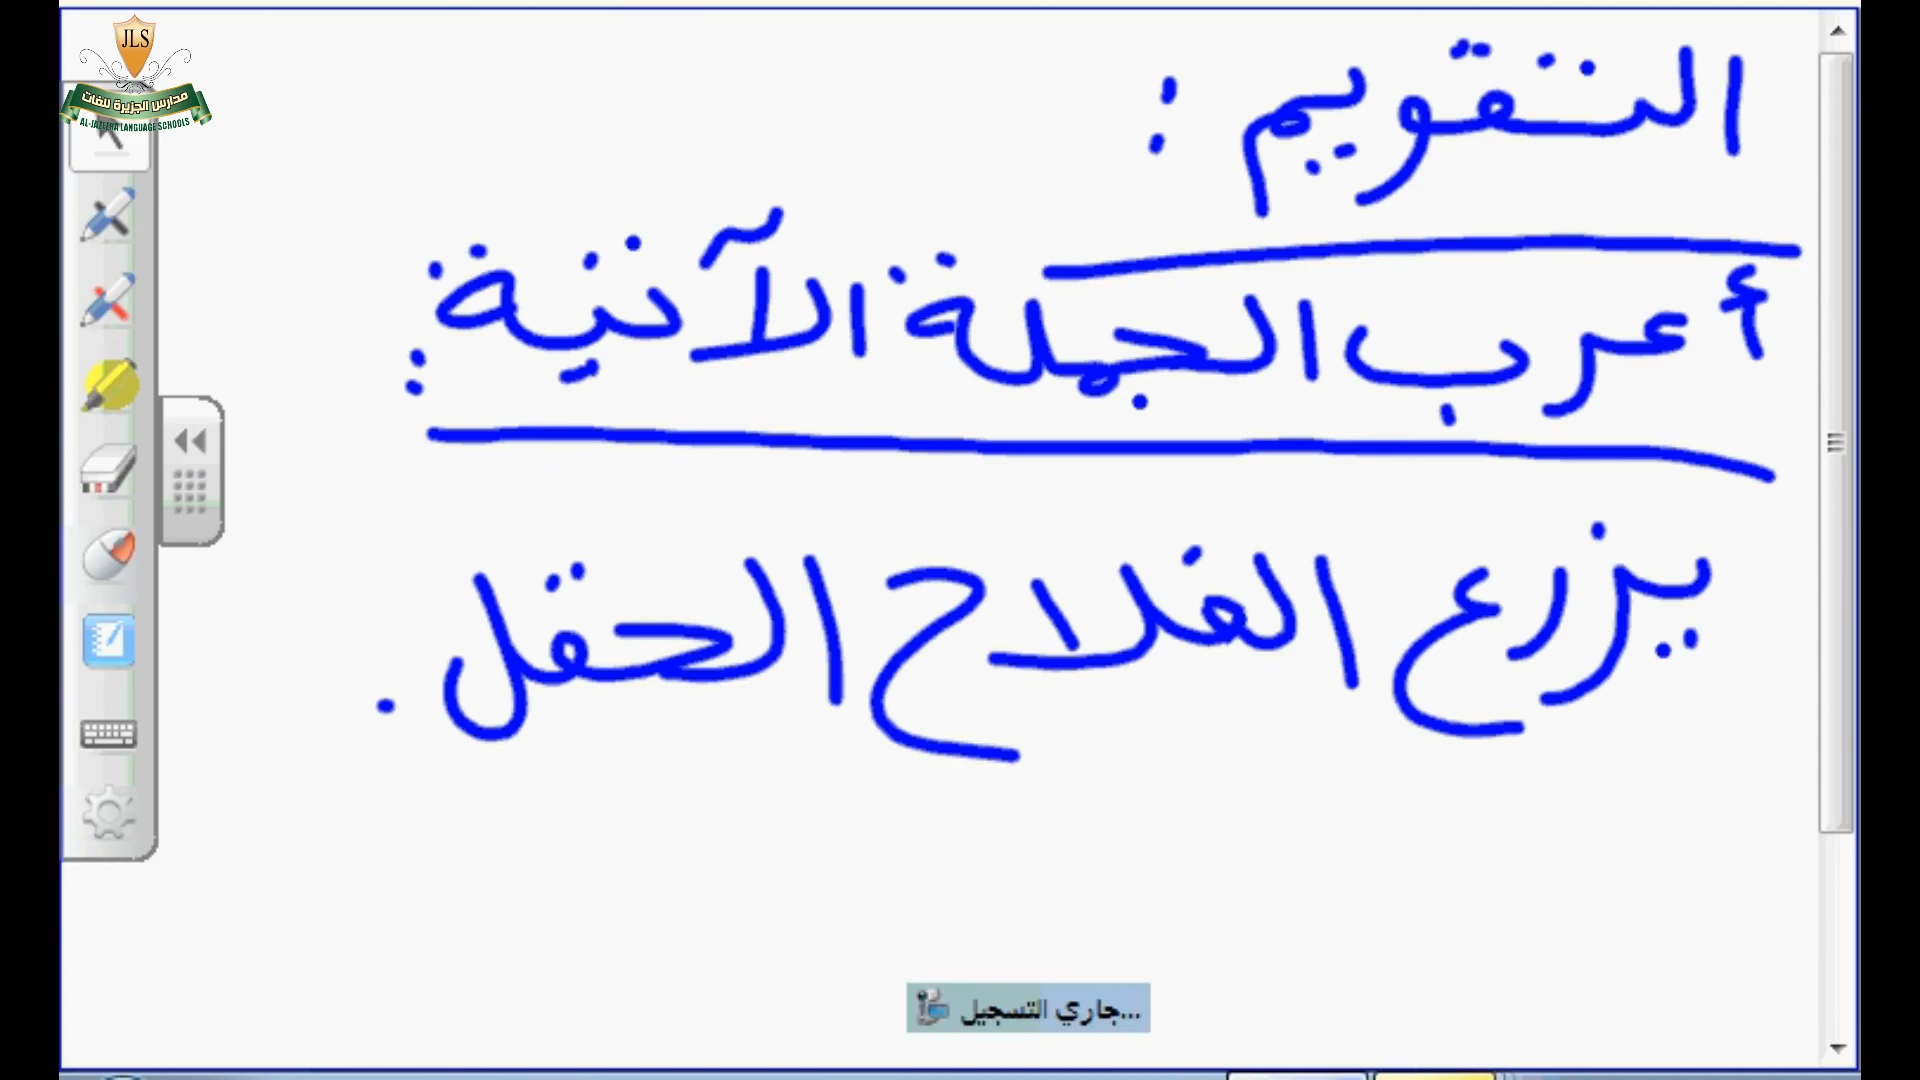 JLS
مدارس الجزيرة للغات
AL-JAZEERA LANGUAGE SCHOOLS
التقويم :
أعرب الجملة الآتية :
يزرع الفلاح الحقل .
جاري التسجيل...